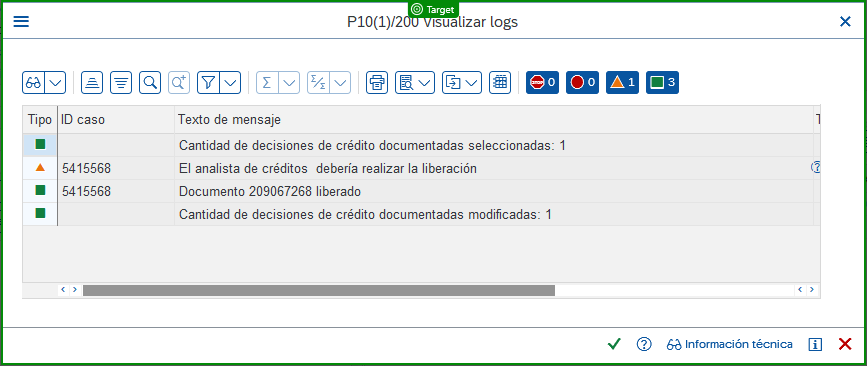 Target
P10(1)/200 Visualizar logs
STOP 0 0 1 3
Tipo ID caso Texto de mensaje T
Cantidad de decisiones de crédito documentadas seleccionadas: 1
5415568 El analista de créditos debería realizar la liberación
5415568 Documento 209067268 liberado
Cantidad de decisiones de crédito documentadas modificadas: 1
Información técnica